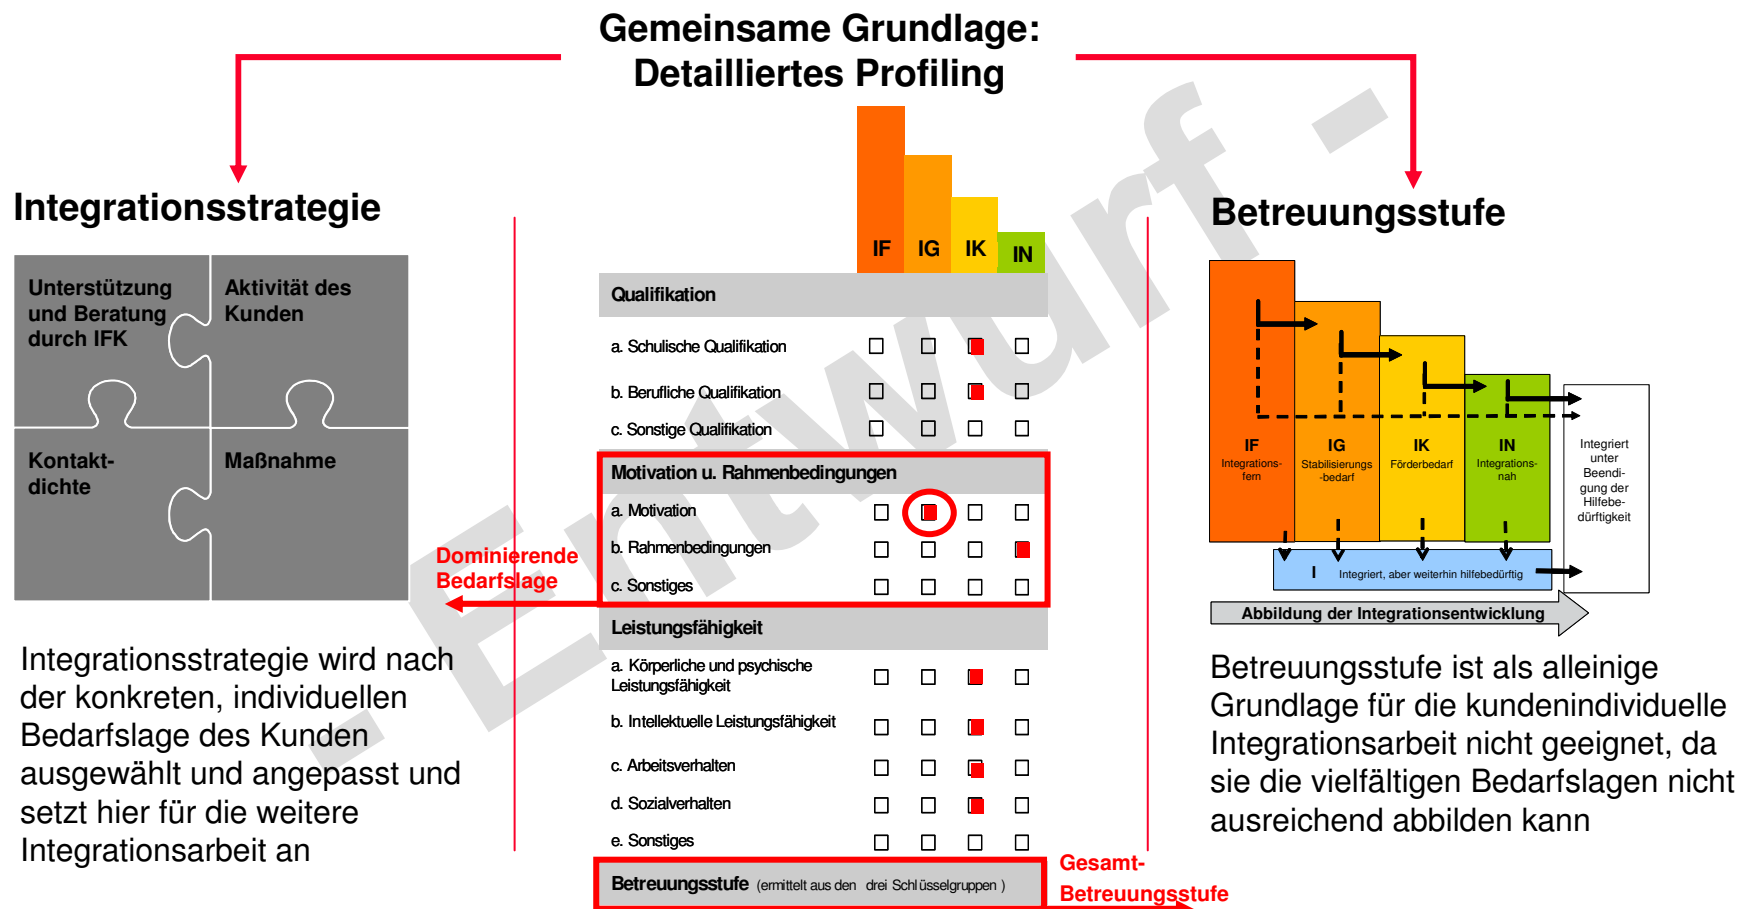 Gemeinsame Grundlage:
Detailliertes Profiling
Integrationsstrategie
Unterstützung
und Beratung
durch IFK
Aktivität des
Kunden
Kontakt-
dichte
Maßnahme
Integrationsstrategie wird nach
der konkreten, individuellen
Bedarfslage des Kunden
ausgewählt und angepasst und
setzt hier für die weitere
Integrationsarbeit an
IF IG IK IN
Qualifikation
a. Schulische Qualifikation
b. Berufliche Qualifikation
c. Sonstige Qualifikation
Motivation u. Rahmenbedingungen
a. Motivation
b. Rahmenbedingungen
c. Sonstiges
Dominierende
Bedarfslage
Leistungsfähigkeit
a. Körperliche und psychische
Leistungsfähigkeit
b. Intellektuelle Leistungsfähigkeit
c. Arbeitsverhalten
d. Sozialverhalten
e. Sonstiges
Betreuungsstufe (ermittelt aus den drei Schlüsselgruppen )
Gesamt-
Betreuungsstufe
Betreuungsstufe
IF
Integrations-
fern
IG
Stabilisierungs
-bedarf
IK
Förderbedarf
IN
Integrations-
nah
Integriert
unter
Beendi-
gung der
Hilfebe-
dürftigkeit
I Integriert, aber weiterhin hilfebedürftig
Abbildung der Integrationsentwicklung
Betreuungsstufe ist als alleinige
Grundlage für die kundenindividuelle
Integrationsarbeit nicht geeignet, da
sie die vielfältigen Bedarfslagen nicht
ausreichend abbilden kann
- Entwurf -